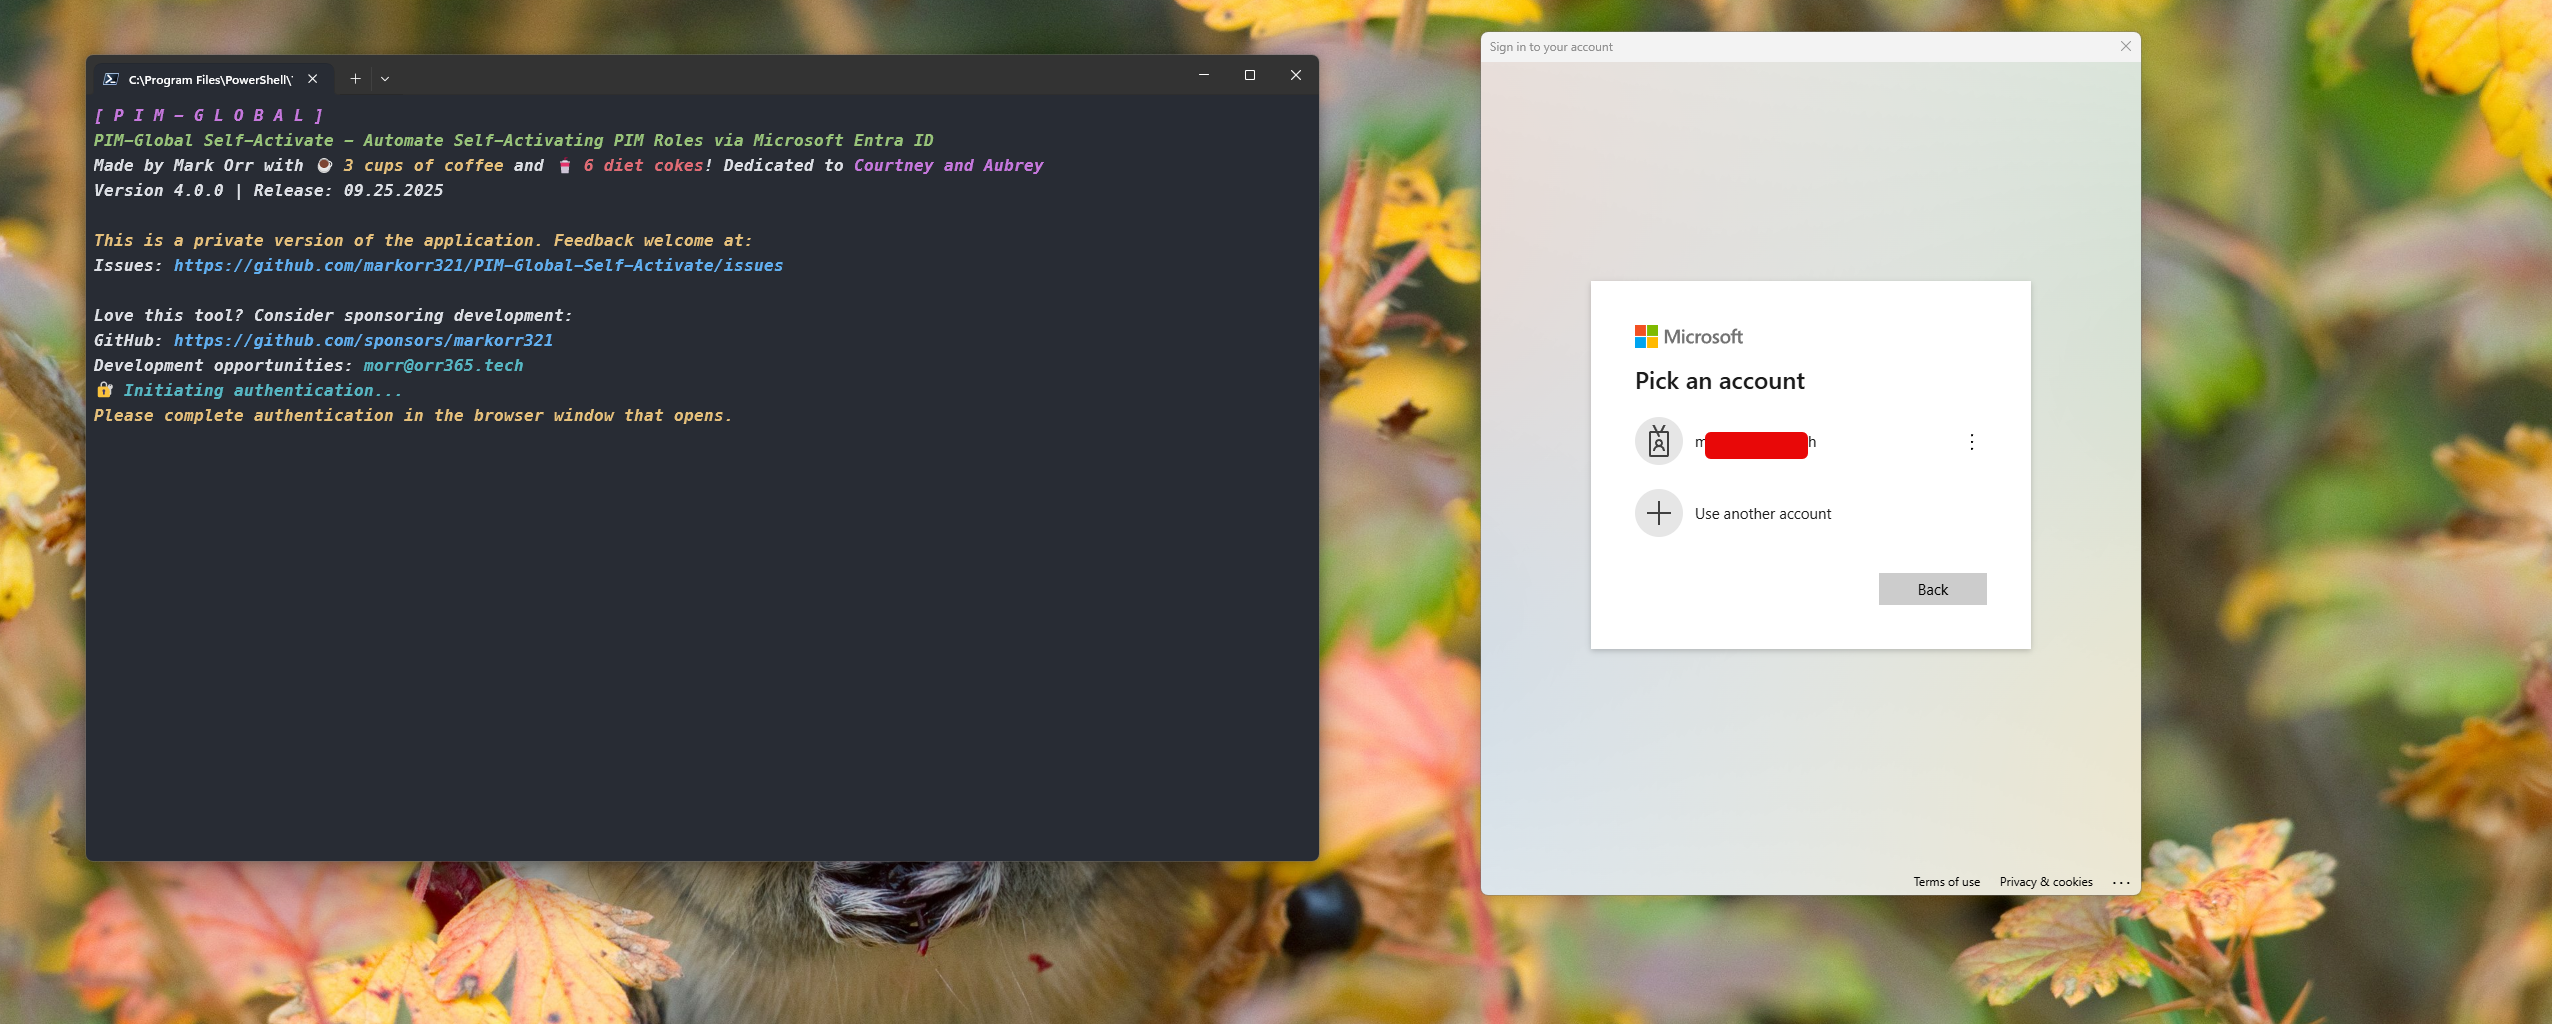 C:\Program Files\PowerShell\
[ P I M - G L O B A L ]
PIM-Global Self-Activate - Automate Self-Activating PIM Roles via Microsoft Entra ID
Made by Mark Orr with ☕ 3 cups of coffee and 🥤 6 diet cokes! Dedicated to Courtney and Aubrey
Version 4.0.0 | Release: 09.25.2025
This is a private version of the application. Feedback welcome at:
Issues: https://github.com/markorr321/PIM-Global-Self-Activate/issues
Love this tool? Consider sponsoring development:
GitHub: https://github.com/sponsors/markorr321
Development opportunities: morr@orr365.tech
🔐 Initiating authentication...
Please complete authentication in the browser window that opens.
Sign in to your account
Microsoft
Pick an account
m h
Use another account
Back
Terms of use Privacy & cookies ...